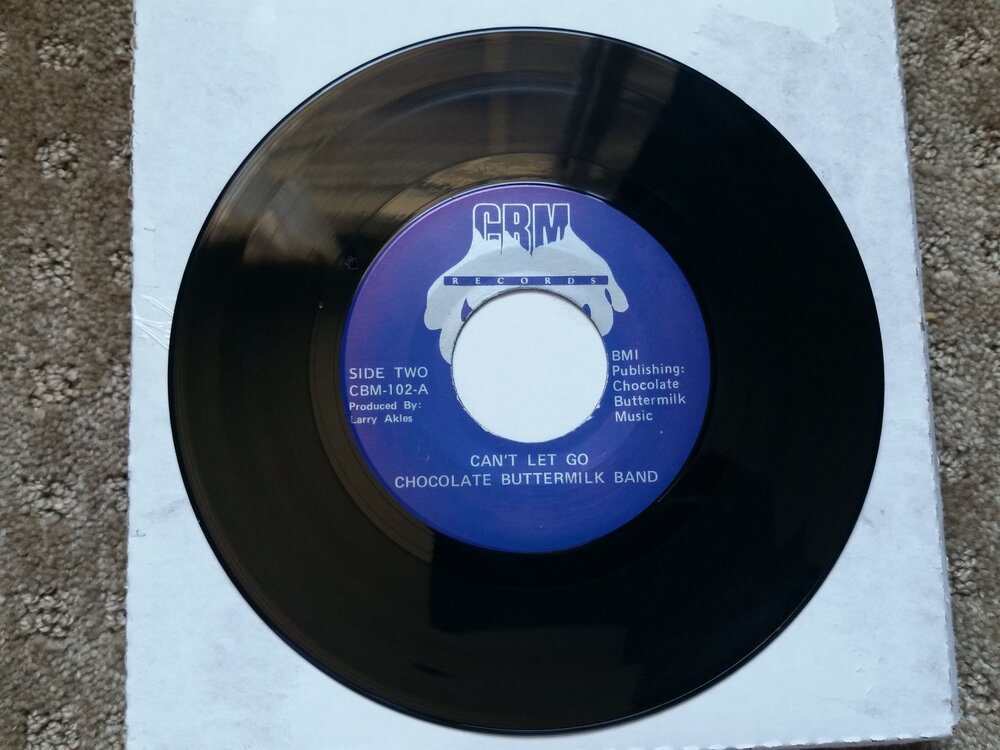 CBM
RECORDS
SIDE TWO
CBM-102-A
Produced By:
Larry Akles
BMI
Publishing:
Chocolate
Buttermilk
Music
CAN'T LET GO
CHOCOLATE BUTTERMILK BAND